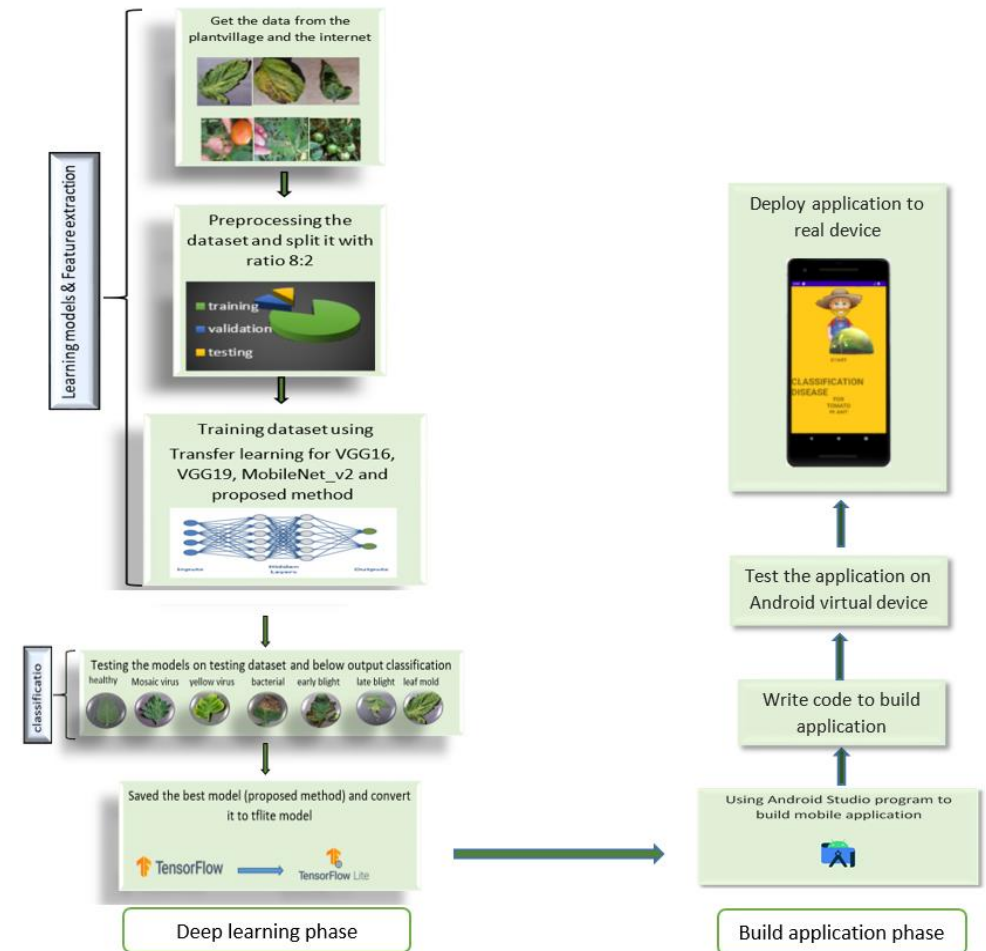 Get the data from the
plantvillage and the internet
Learning models & Feature extraction
Preprocessing the
dataset and split it with
ratio 8:2
training
validation
testing
Training dataset using
Transfer learning for VGG16,
VGG19, MobileNet_v2 and
proposed method
Inputs
Hidden
Layers
Outputs
classificatio
Testing the models on testing dataset and below output classification
healthy Mosaic virus yellow virus bacterial early blight late blight leaf mold
Saved the best model (proposed method) and convert
it to tflite model
TensorFlow
TensorFlow Lite
Deep learning phase
Deploy application to
real device
START
CLASSIFICATION
DISEASE
FOR
TOMATO
PLANT
Test the application on
Android virtual device
Write code to build
application
Using Android Studio program to
build mobile application
Build application phase